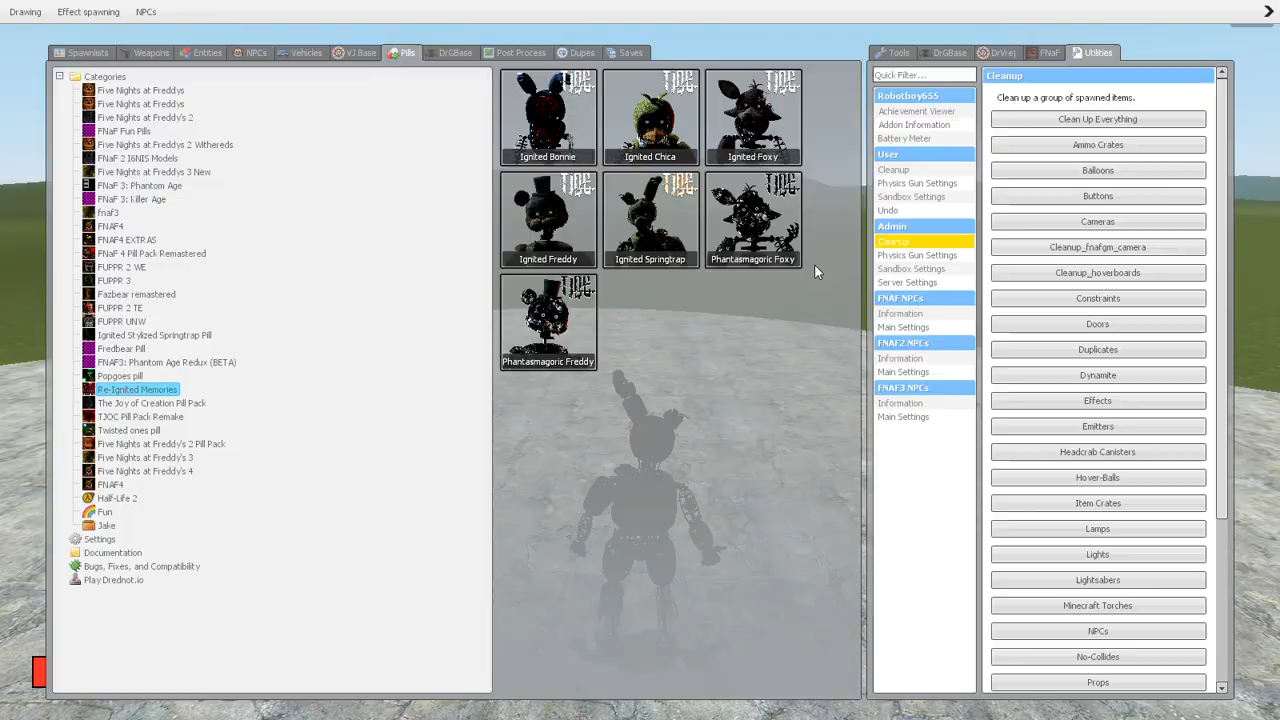 Drawing Effect spawning NPCs
Spawnlists Weapons Entities NPCs Vehicles VJ Base Pills DrGBase Post Process Dupes Saves
Tools DrGBase DrVrej FNaF Utilities
Categories
Five Nights at Freddys
Five Nights at Freddys
Five Nights at Freddys 2
FNaF Fun Pills
Five Nights at Freddys 2 Withereds
FNaF 2 I6NIS Models
Five Nights at Freddys 3 New
FNaF 3: Phantom Age
FNaF 3: Killer Age
fnaf3
FNAF4
FNAF4 EXTRAS
FNaF 4 Pill Pack Remastered
FUPPR 2 WE
FUPPR 3
Fazbear remastered
FUPPR 2 TE
FUPPR UNW
Ignited Stylized Springtrap Pill
Fredbear Pill
FNAF3: Phantom Age Redux (BETA)
Popgoes pill
Re-Ignited Memories
The Joy of Creation Pill Pack
TJOC Pill Pack Remake
Twisted ones pill
Five Nights at Freddy's 2 Pill Pack
Five Nights at Freddy's 3
Five Nights at Freddy's 4
FNAF4
Half-Life 2
Fun
Jake
Settings
Documentation
Bugs, Fixes, and Compatibility
Play Drednot.io
Ignited Bonnie
Ignited Chica
Ignited Foxy
Ignited Freddy
Ignited Springtrap
Phantasmagoric Foxy
Phantasmagoric Freddy
Quick Filter...
Robotboy655
Achievement Viewer
Addon Information
Battery Meter
User
Cleanup
Physics Gun Settings
Sandbox Settings
Undo
Admin
Cleanup
Physics Gun Settings
Sandbox Settings
Server Settings
FNAF NPCs
Information
Main Settings
FNAF2 NPCs
Information
Main Settings
FNAF3 NPCs
Information
Main Settings
Cleanup
Clean up a group of spawned items.
Clean Up Everything
Ammo Crates
Balloons
Buttons
Cameras
Cleanup_fnafgm_camera
Cleanup_hoverboards
Constraints
Doors
Duplicates
Dynamite
Effects
Emitters
Headcrab Canisters
Hover-Balls
Item Crates
Lamps
Lights
Lightsabers
Minecraft Torches
NPCs
No-Collides
Props